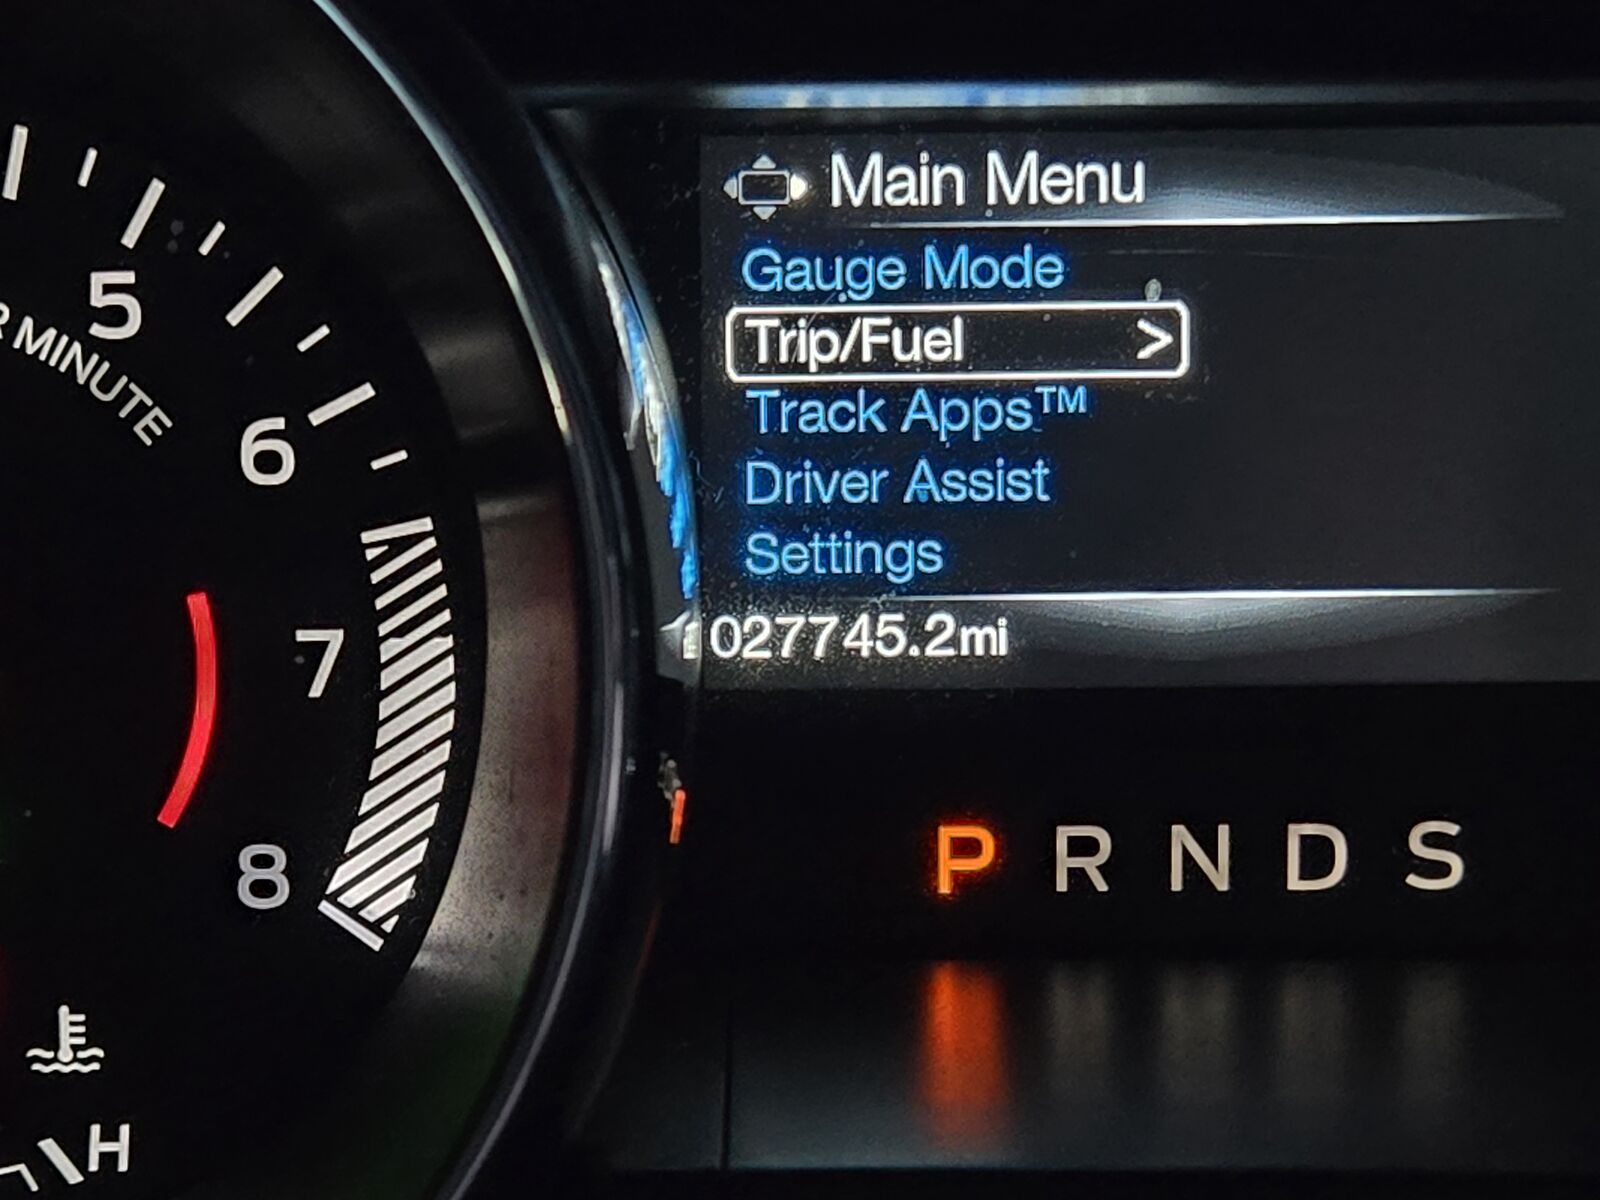 Main Menu
Gauge Mode
Trip/Fuel >
Track Apps™
Driver Assist
Settings
027745.2mi
P R N D S
5
R MINUTE
6
7
8
H